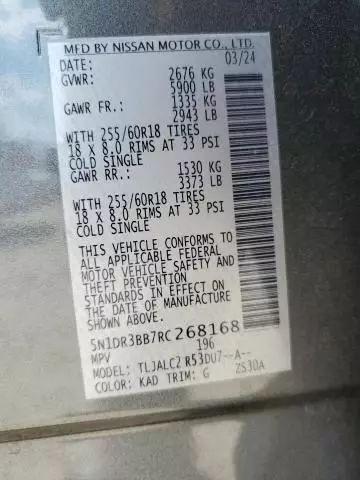 MFD BY NISSAN MOTOR CO., LTD.
DATE: 03/24
GVWR: 2676 KG
5900 LB
GAWR FR.: 1335 KG
2943 LB
WITH 255/60R18 TIRES
18 X 8.0 RIMS AT 33 PSI
COLD SINGLE
GAWR RR.: 1530 KG
3373 LB
WITH 255/60R18 TIRES
18 X 8.0 RIMS AT 33 PSI
COLD SINGLE
THIS VEHICLE CONFORMS TO
ALL APPLICABLE FEDERAL
MOTOR VEHICLE SAFETY AND
THEFT PREVENTION
STANDARDS IN EFFECT ON
THE DATE OF MANUFACTURE
5N1DR3BB7RC268168
MPV 196
MODEL: TLJALC2 R53DU7--A--
COLOR: KAD TRIM: G ZS30A